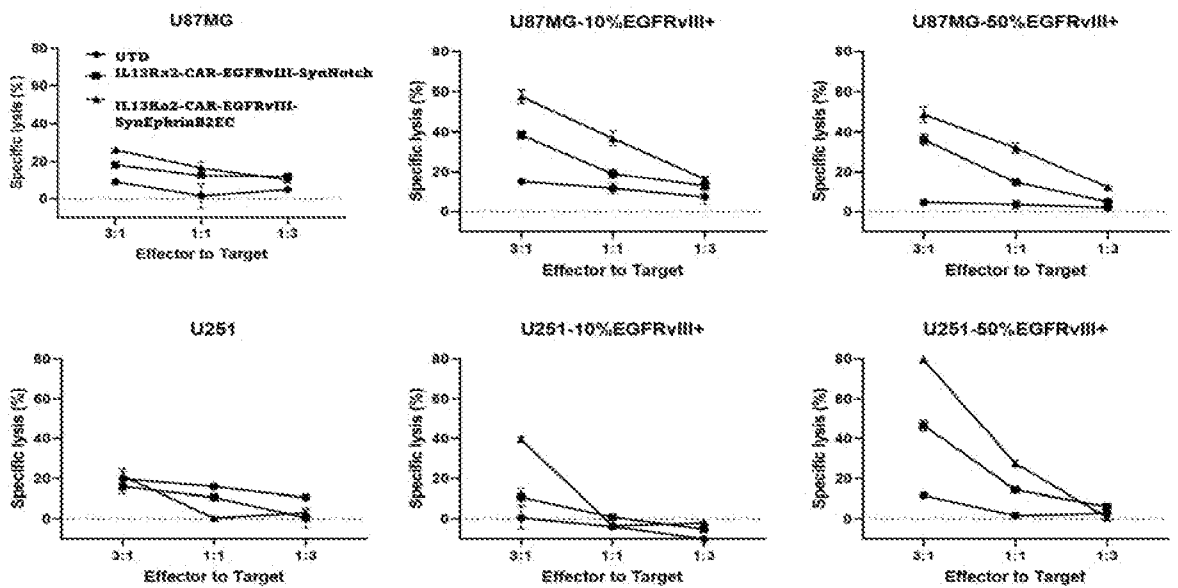 U87MG
80
60
40
20
0
Specific lysis (%)
UTD
IL13Rα2-CAR-EGFRvIII-SynNotch
IL13Rα2-CAR-EGFRvIII-
SynEphrinB2EC
3:1 1:1 1:3
Effector to Target
U87MG-10%EGFRvIII+
80
60
40
20
0
Specific lysis (%)
3:1 1:1 1:3
Effector to Target
U87MG-50%EGFRvIII+
80
60
40
20
0
Specific lysis (%)
3:1 1:1 1:3
Effector to Target
U251
80
60
40
20
0
Specific lysis (%)
3:1 1:1 1:3
Effector to Target
U251-10%EGFRvIII+
80
60
40
20
0
Specific lysis (%)
3:1 1:1 1:3
Effector to Target
U251-50%EGFRvIII+
80
60
40
20
0
Specific lysis (%)
3:1 1:1 1:3
Effector to Target